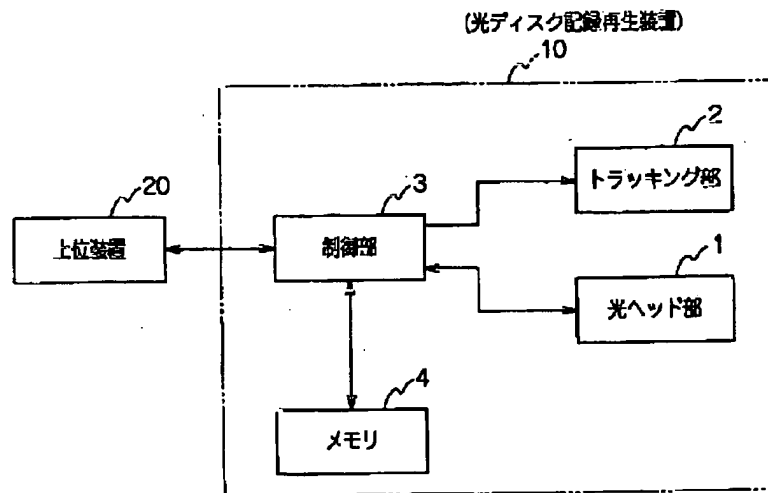 (光ディスク記録再生装置)
10
2
トラッキング部
20
上位装置
3
制御部
1
光ヘッド部
4
メモリ